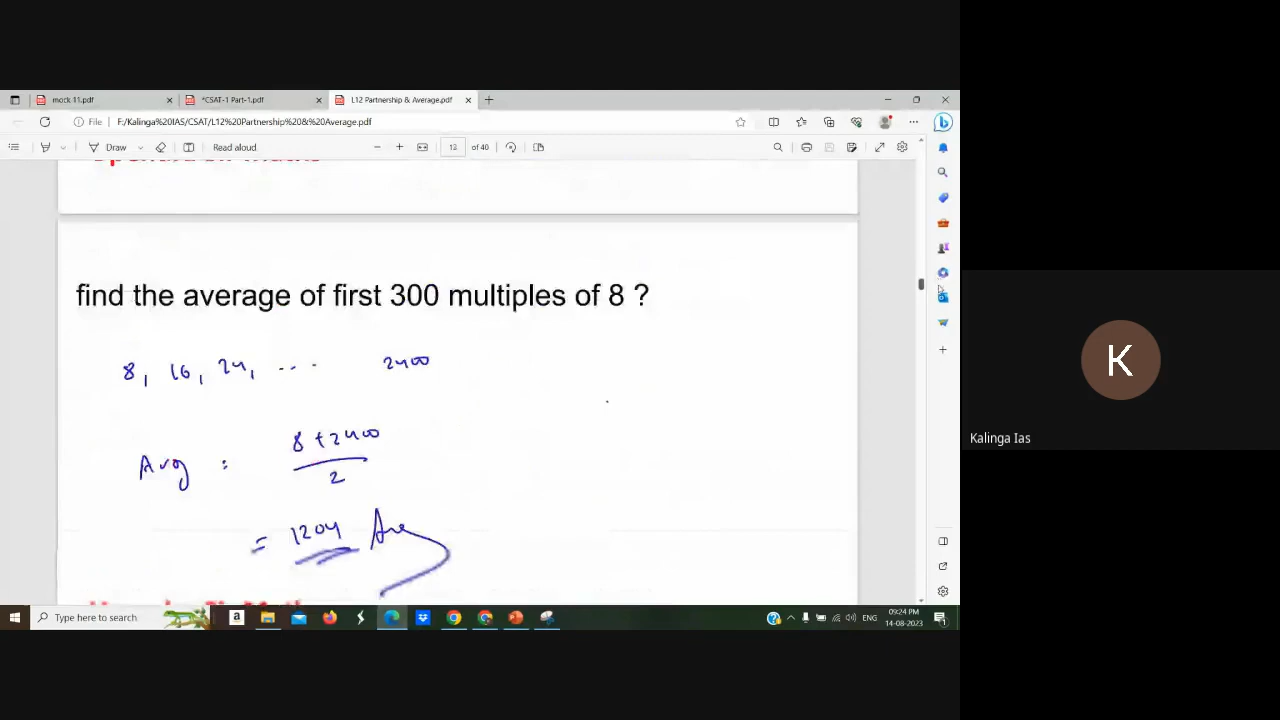 mock 11.pdf
*CSAT-1 Part-1.pdf
L12 Partnership & Average.pdf
File
F:/Kalinga%20IAS/CSAT/L12%20Partnership%20&%20Average.pdf
Draw
Read aloud
12
of 40
find the average of first 300 multiples of 8 ?
8, 16, 24, ... 2400
Avg : 8 + 2400
2
= 1204 Ans
K
Kalinga Ias
Type here to search
ENG
09:24 PM
14-08-2023